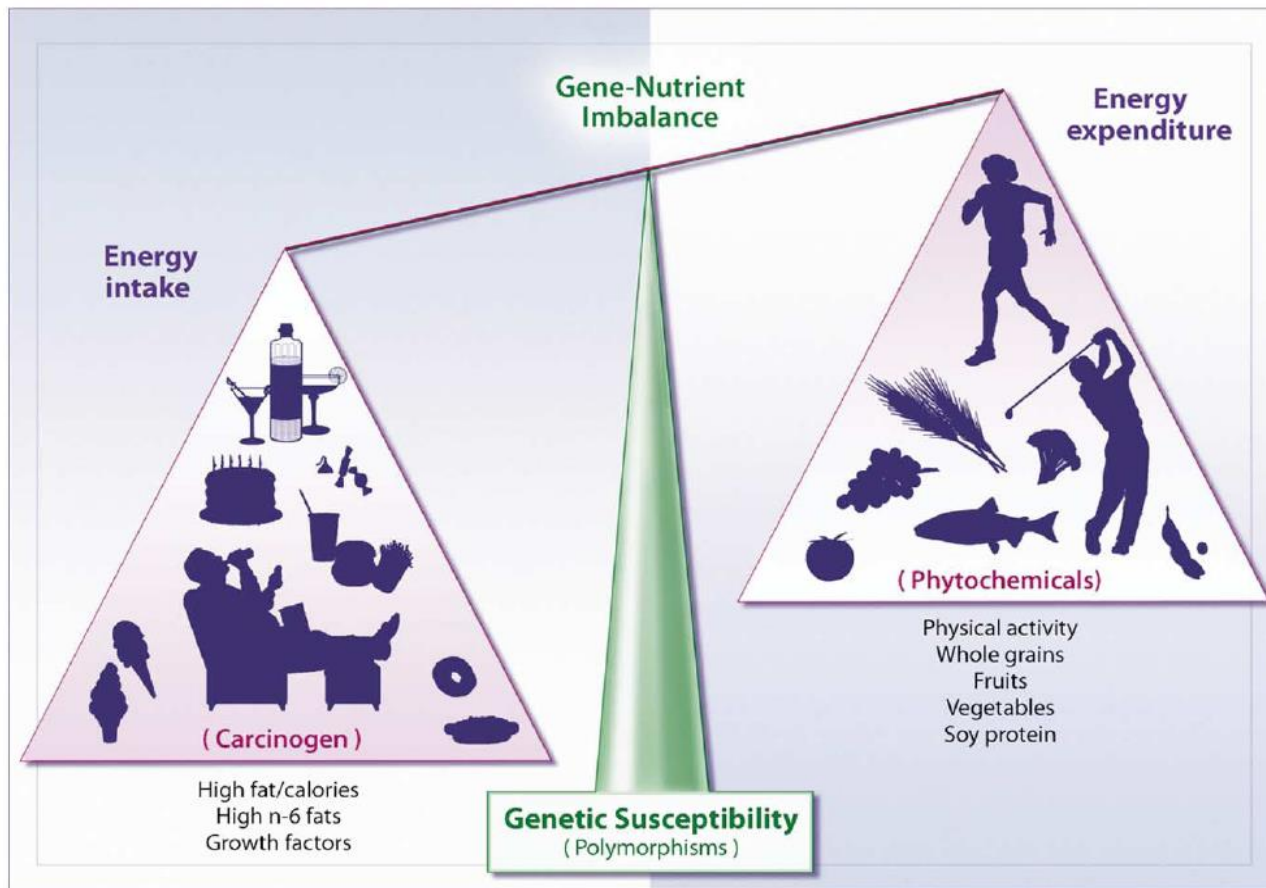 Gene-Nutrient
Imbalance
Energy
expenditure
Energy
intake
( Phytochemicals)
Physical activity
Whole grains
Fruits
Vegetables
Soy protein
( Carcinogen )
High fat/calories
High n-6 fats
Growth factors
Genetic Susceptibility
( Polymorphisms )